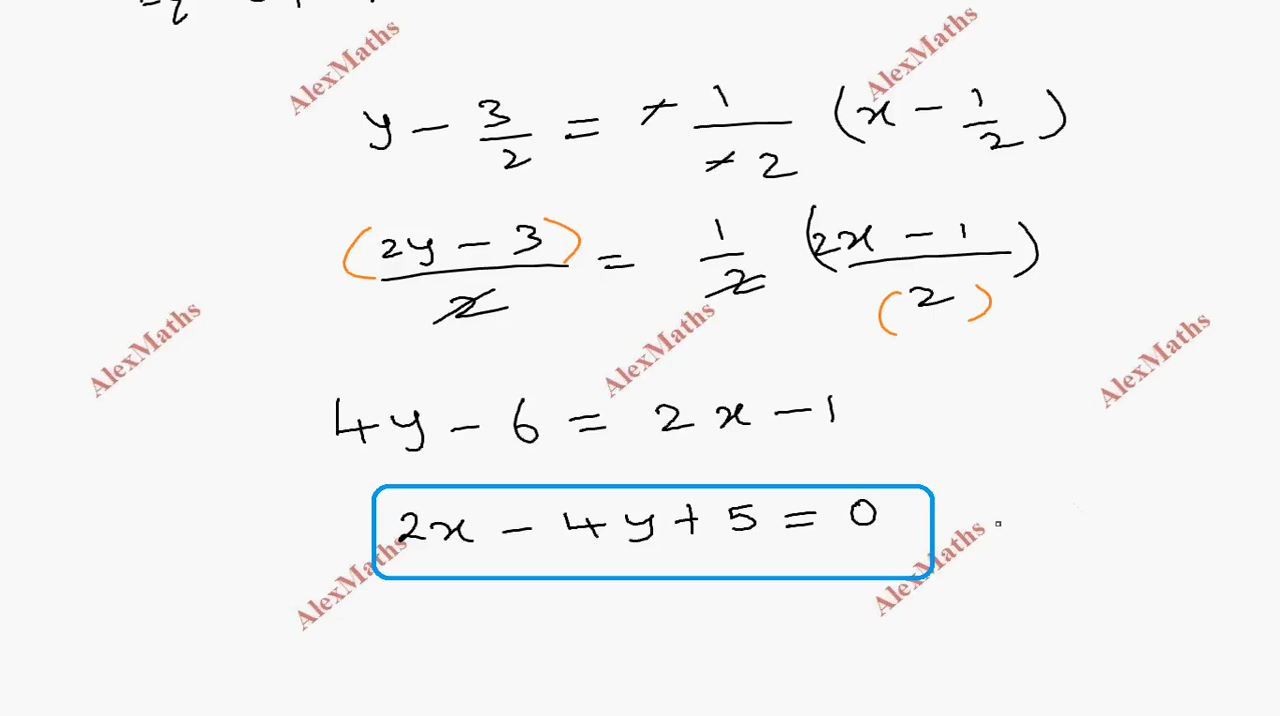 y - 3/2 = - 1/-2 (x - 1/2)
(2y - 3)/2 = 1/2 (2x - 1)/(2)
4y - 6 = 2x - 1
2x - 4y + 5 = 0
AlexMaths
AlexMaths
AlexMaths
AlexMaths
AlexMaths
AlexMaths
AlexMaths